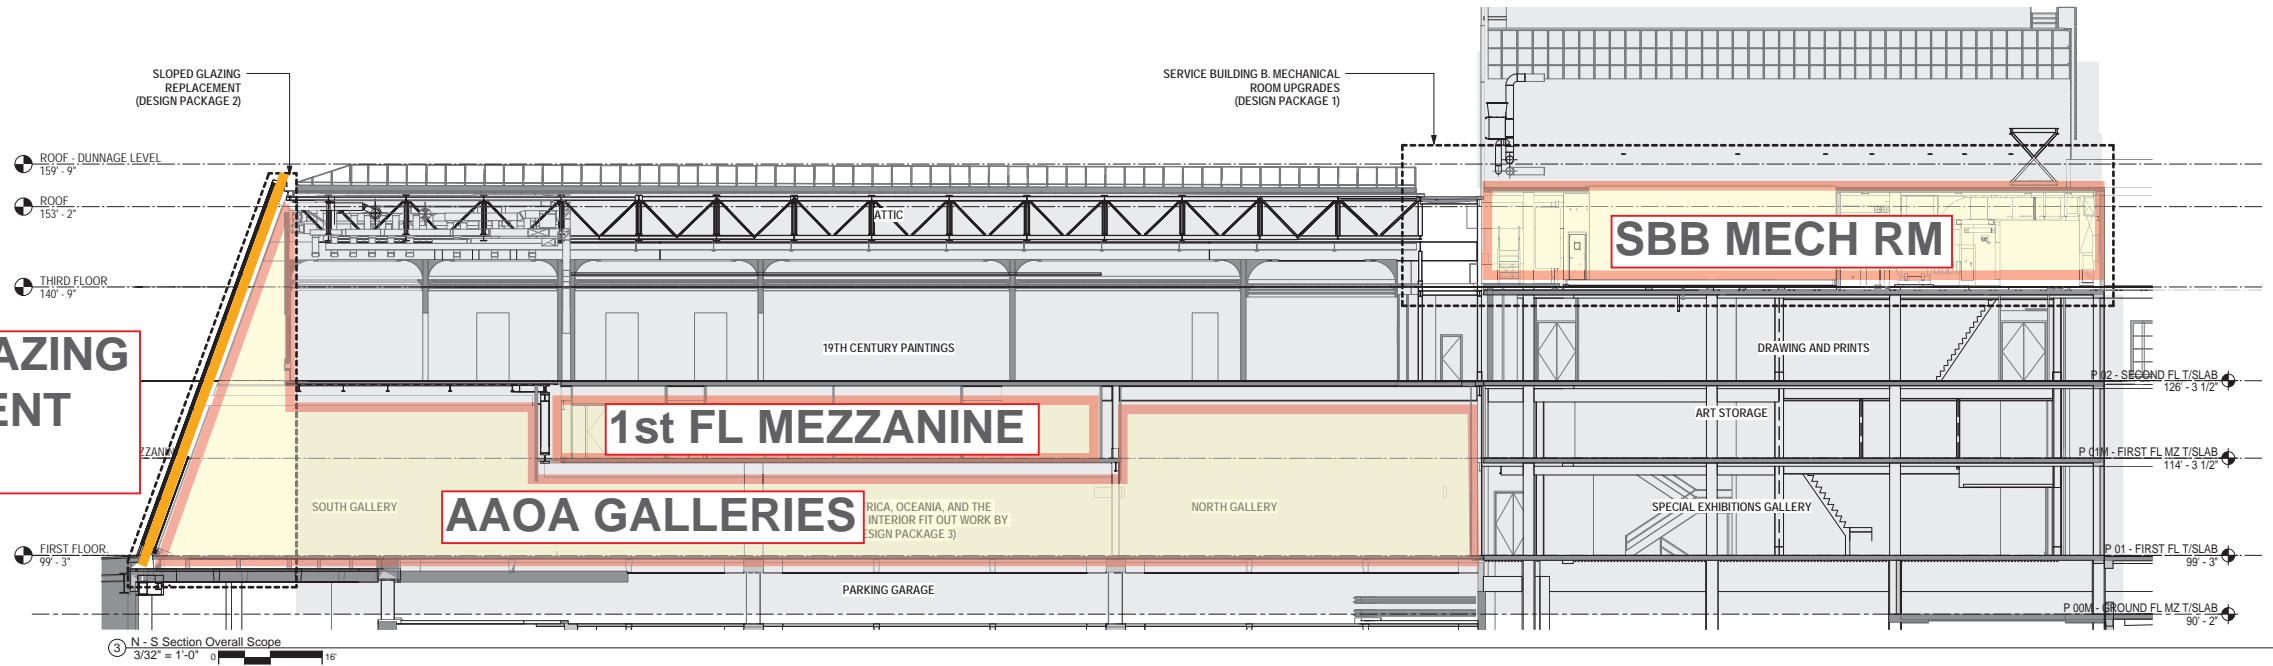 SLOPED GLAZING
REPLACEMENT
(DESIGN PACKAGE 2)
SERVICE BUILDING B. MECHANICAL
ROOM UPGRADES
(DESIGN PACKAGE 1)
ROOF - DUNNAGE LEVEL
159' - 9"
ROOF
153' - 2"
ATTIC
SBB MECH RM
THIRD FLOOR
140' - 9"
AZING
ENT
19TH CENTURY PAINTINGS
DRAWING AND PRINTS
P 02 - SECOND FL T/SLAB
126' - 3 1/2"
1st FL MEZZANINE
ART STORAGE
ZZANIN
P 01M - FIRST FL MZ T/SLAB
114' - 3 1/2"
SOUTH GALLERY
AAOA GALLERIES
RICA, OCEANIA, AND THE
INTERIOR FIT OUT WORK BY
ESIGN PACKAGE 3)
NORTH GALLERY
SPECIAL EXHIBITIONS GALLERY
FIRST FLOOR.
99' - 3"
P 01 - FIRST FL T/SLAB
99' - 3"
PARKING GARAGE
P 00M - GROUND FL MZ T/SLAB
90' - 2"
3 N - S Section Overall Scope
3/32" = 1'-0" 0 16'